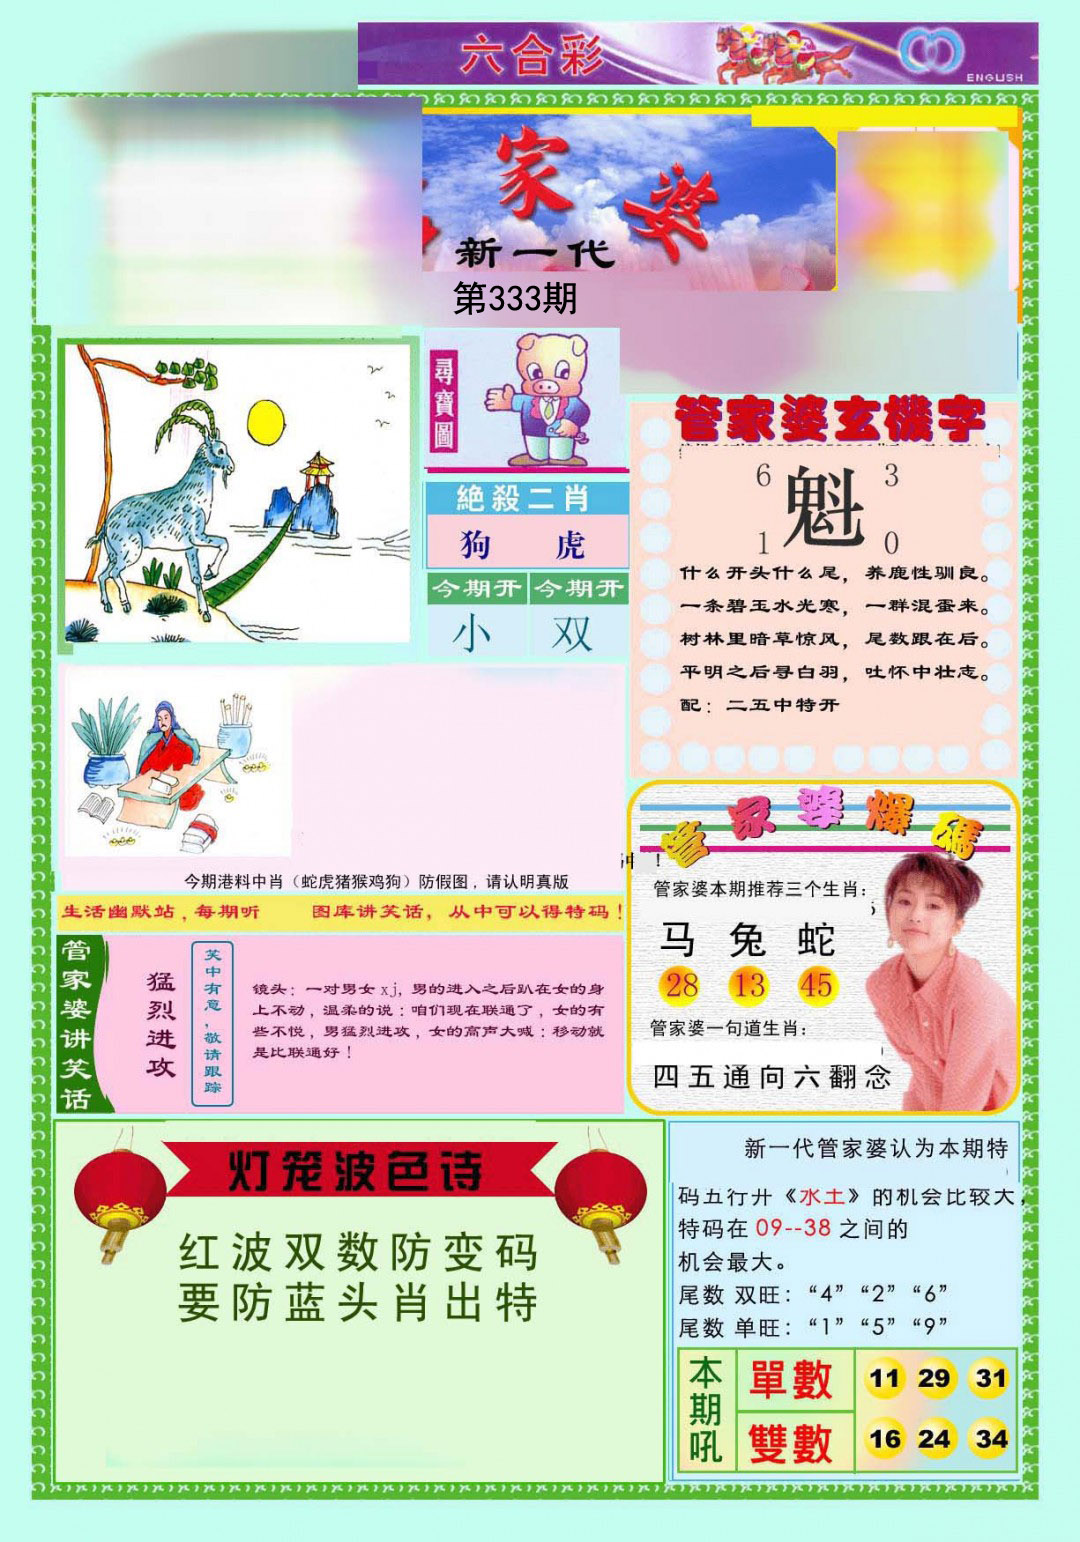 六合彩
ENGLISH
家婆
新一代
第333期
尋寶圖
絕殺二肖
狗 虎
今期开 今期开
小 双
管家婆玄機字
6 魁 3
1 0
什么开头什么尾，养鹿性驯良。
一条碧玉水光寒，一群混蛋来。
树林里暗草惊风，尾数跟在后。
平明之后寻白羽，吐怀中壮志。
配：二五中特开
今期港料中肖（蛇虎猪猴鸡狗）防假图，请认明真版
生活幽默站，每期听 图库讲笑话，从中可以得特码！
管家婆讲笑话
猛烈进攻
笑中有意，敬请跟踪
镜头：一对男女xj，男的进入之后趴在女的身
上不动，温柔的说：咱们现在联通了，女的有
些不悦，男猛烈进攻，女的高声大喊：移动就
是比联通好！
管家婆爆碼
管家婆本期推荐三个生肖：
马 兔 蛇
28 13 45
管家婆一句道生肖：
四五通向六翻念
灯笼波色诗
红波双数防变码
要防蓝头肖出特
新一代管家婆认为本期特
码五行开《水土》的机会比较大，
特码在 09--38 之间的
机会最大。
尾数 双旺：“4”“2”“6”
尾数 单旺：“1”“5”“9”
本期吼
單數 11 29 31
雙數 16 24 34